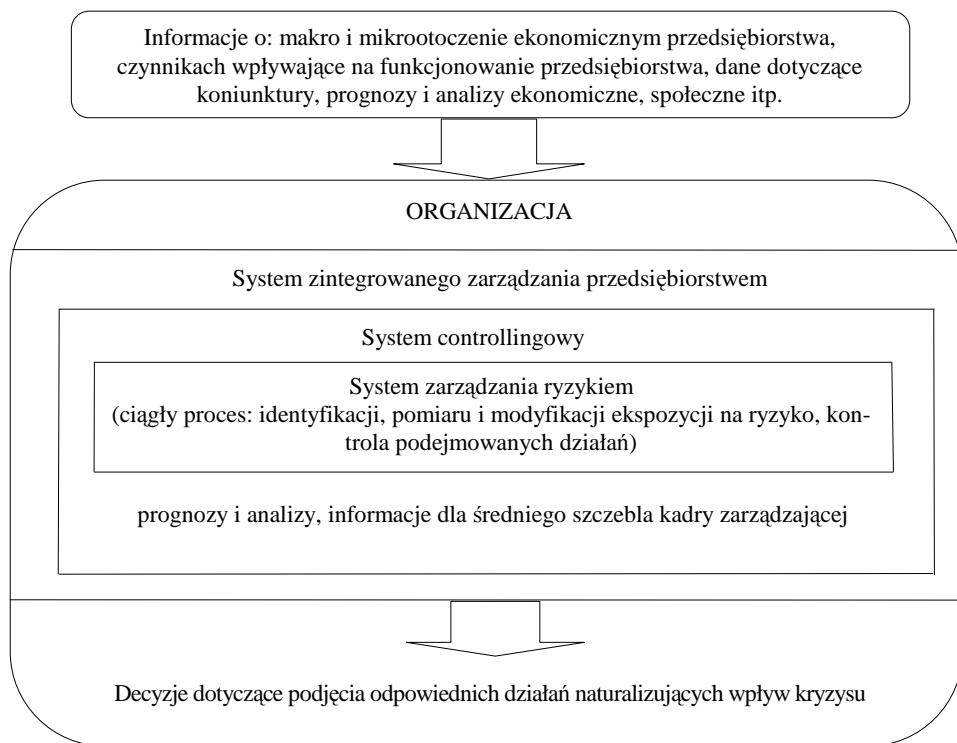 Informacje o: makro i mikrootoczenie ekonomicznym przedsiębiorstwa,
czynnikach wpływające na funkcjonowanie przedsiębiorstwa, dane dotyczące
koniunktury, prognozy i analizy ekonomiczne, społeczne itp.
ORGANIZACJA
System zintegrowanego zarządzania przedsiębiorstwem
System controllingowy
System zarządzania ryzykiem
(ciągły proces: identyfikacji, pomiaru i modyfikacji ekspozycji na ryzyko, kon-
trola podejmowanych działań)
prognozy i analizy, informacje dla średniego szczebla kadry zarządzającej
Decyzje dotyczące podjęcia odpowiednich działań naturalizujących wpływ kryzysu